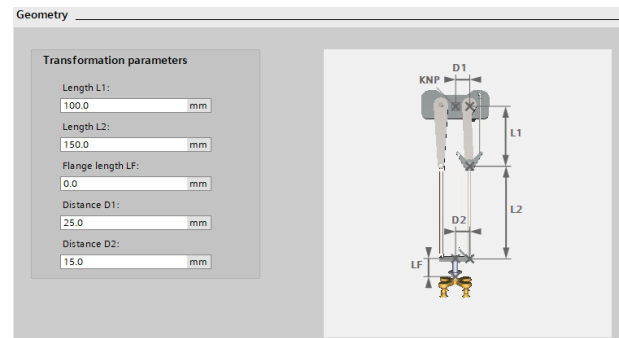 Geometry
Transformation parameters
Length L1:
100.0 mm
Length L2:
150.0 mm
Flange length LF:
0.0 mm
Distance D1:
25.0 mm
Distance D2:
15.0 mm
D1
KNP
L1
L2
D2
LF